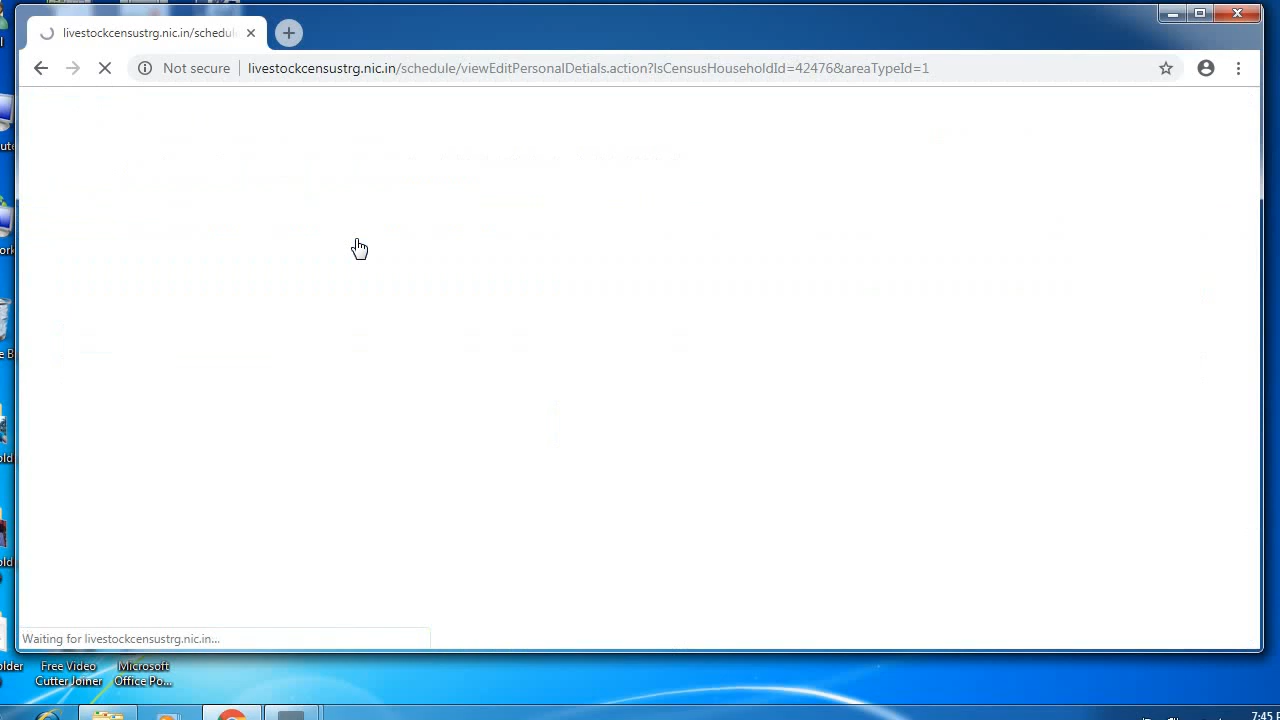 livestockcensustrg.nic.in/schedul
Not secure
livestockcensustrg.nic.in/schedule/viewEditPersonalDetials.action?lsCensusHouseholdId=42476&areaTypeId=1
Waiting for livestockcensustrg.nic.in...
Free Video
Cutter Joiner
Microsoft
Office Po...
7:45